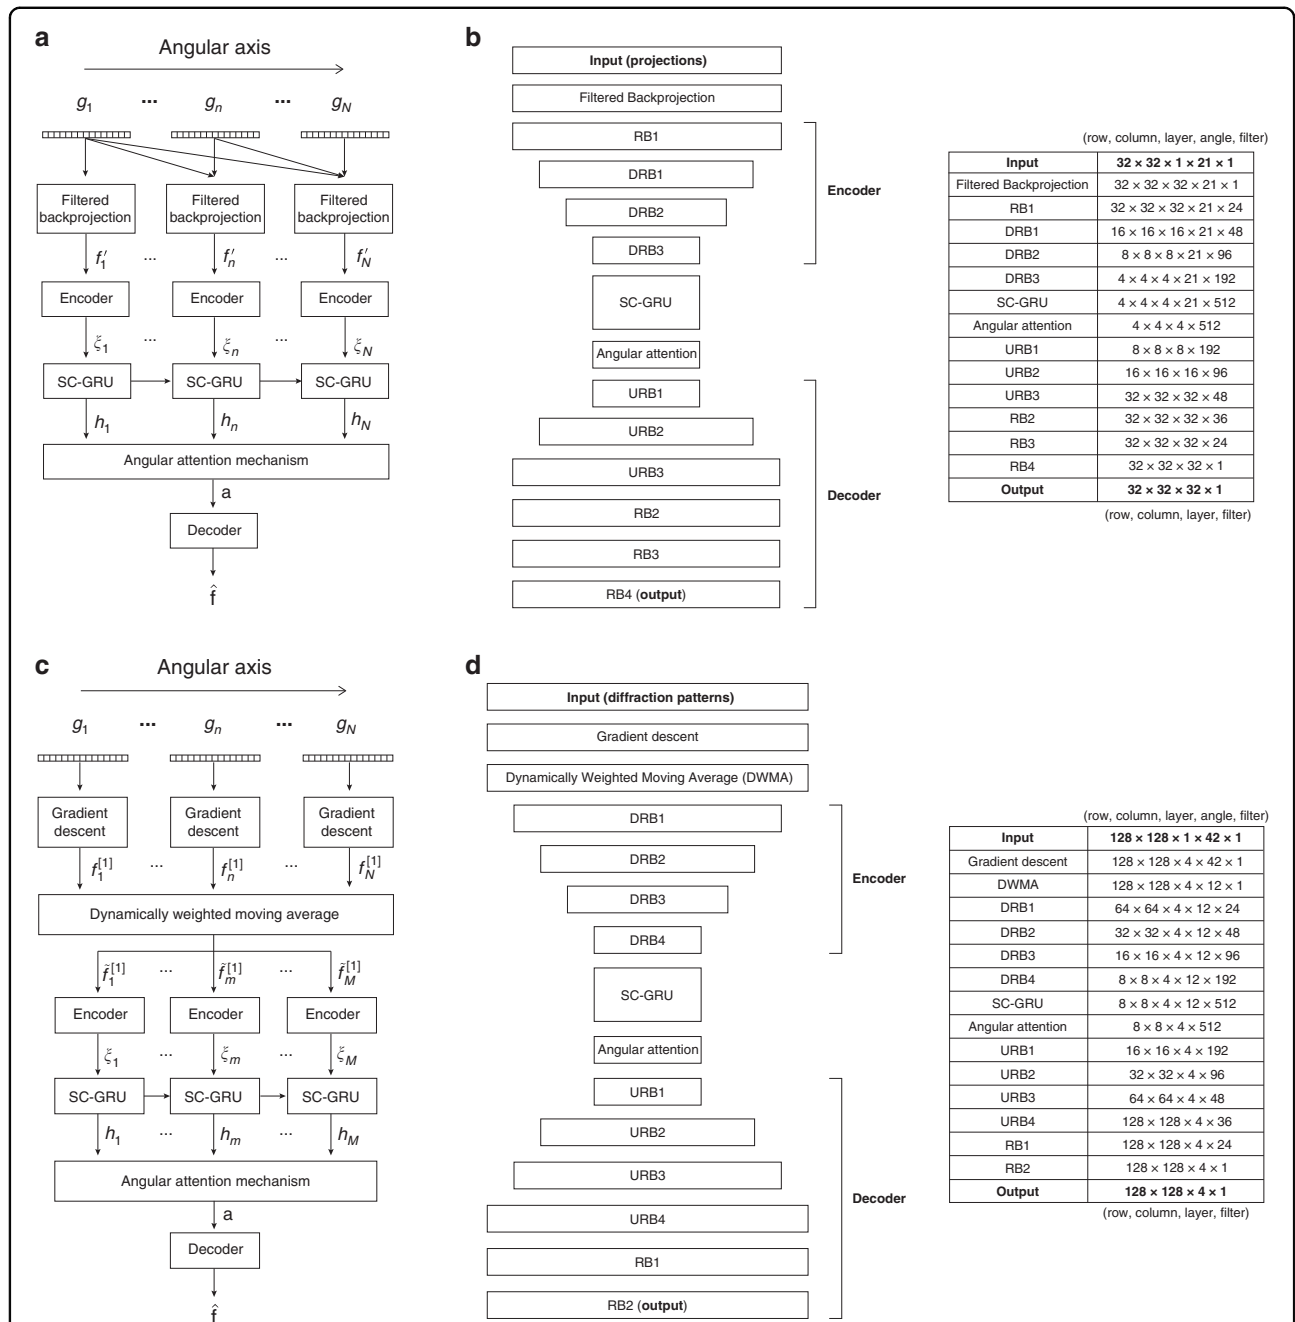 a
Angular axis
g1 ... gn ... gN
Filtered backprojection
Filtered backprojection
Filtered backprojection
f′1 ... f′n ... f′N
Encoder Encoder Encoder
ξ1 ... ξn ... ξN
SC-GRU SC-GRU SC-GRU
h1 hn hN
Angular attention mechanism
a
Decoder
f̂
b
Input (projections)
Filtered Backprojection
RB1
DRB1
DRB2
DRB3
Encoder
SC-GRU
Angular attention
URB1
URB2
URB3
RB2
RB3
RB4 (output)
Decoder
(row, column, layer, angle, filter)
Input 32 × 32 × 1 × 21 × 1
Filtered Backprojection 32 × 32 × 32 × 21 × 1
RB1 32 × 32 × 32 × 21 × 24
DRB1 16 × 16 × 16 × 21 × 48
DRB2 8 × 8 × 8 × 21 × 96
DRB3 4 × 4 × 4 × 21 × 192
SC-GRU 4 × 4 × 4 × 21 × 512
Angular attention 4 × 4 × 4 × 512
URB1 8 × 8 × 8 × 192
URB2 16 × 16 × 16 × 96
URB3 32 × 32 × 32 × 48
RB2 32 × 32 × 32 × 36
RB3 32 × 32 × 32 × 24
RB4 32 × 32 × 32 × 1
Output 32 × 32 × 32 × 1
(row, column, layer, filter)
c
Angular axis
g1 ... gn ... gN
Gradient descent
Gradient descent
Gradient descent
f1[1] ... fn[1] ... fN[1]
Dynamically weighted moving average
f̃1[1] ... f̃m[1] ... f̃M[1]
Encoder Encoder Encoder
ξ1 ... ξm ... ξM
SC-GRU SC-GRU SC-GRU
h1 ... hm ... hM
Angular attention mechanism
a
Decoder
f̂
d
Input (diffraction patterns)
Gradient descent
Dynamically Weighted Moving Average (DWMA)
DRB1
DRB2
DRB3
DRB4
Encoder
SC-GRU
Angular attention
URB1
URB2
URB3
URB4
RB1
RB2 (output)
Decoder
(row, column, layer, angle, filter)
Input 128 × 128 × 1 × 42 × 1
Gradient descent 128 × 128 × 4 × 42 × 1
DWMA 128 × 128 × 4 × 12 × 1
DRB1 64 × 64 × 4 × 12 × 24
DRB2 32 × 32 × 4 × 12 × 48
DRB3 16 × 16 × 4 × 12 × 96
DRB4 8 × 8 × 4 × 12 × 192
SC-GRU 8 × 8 × 4 × 12 × 512
Angular attention 8 × 8 × 4 × 512
URB1 16 × 16 × 4 × 192
URB2 32 × 32 × 4 × 96
URB3 64 × 64 × 4 × 48
URB4 128 × 128 × 4 × 36
RB1 128 × 128 × 4 × 24
RB2 128 × 128 × 4 × 1
Output 128 × 128 × 4 × 1
(row, column, layer, filter)